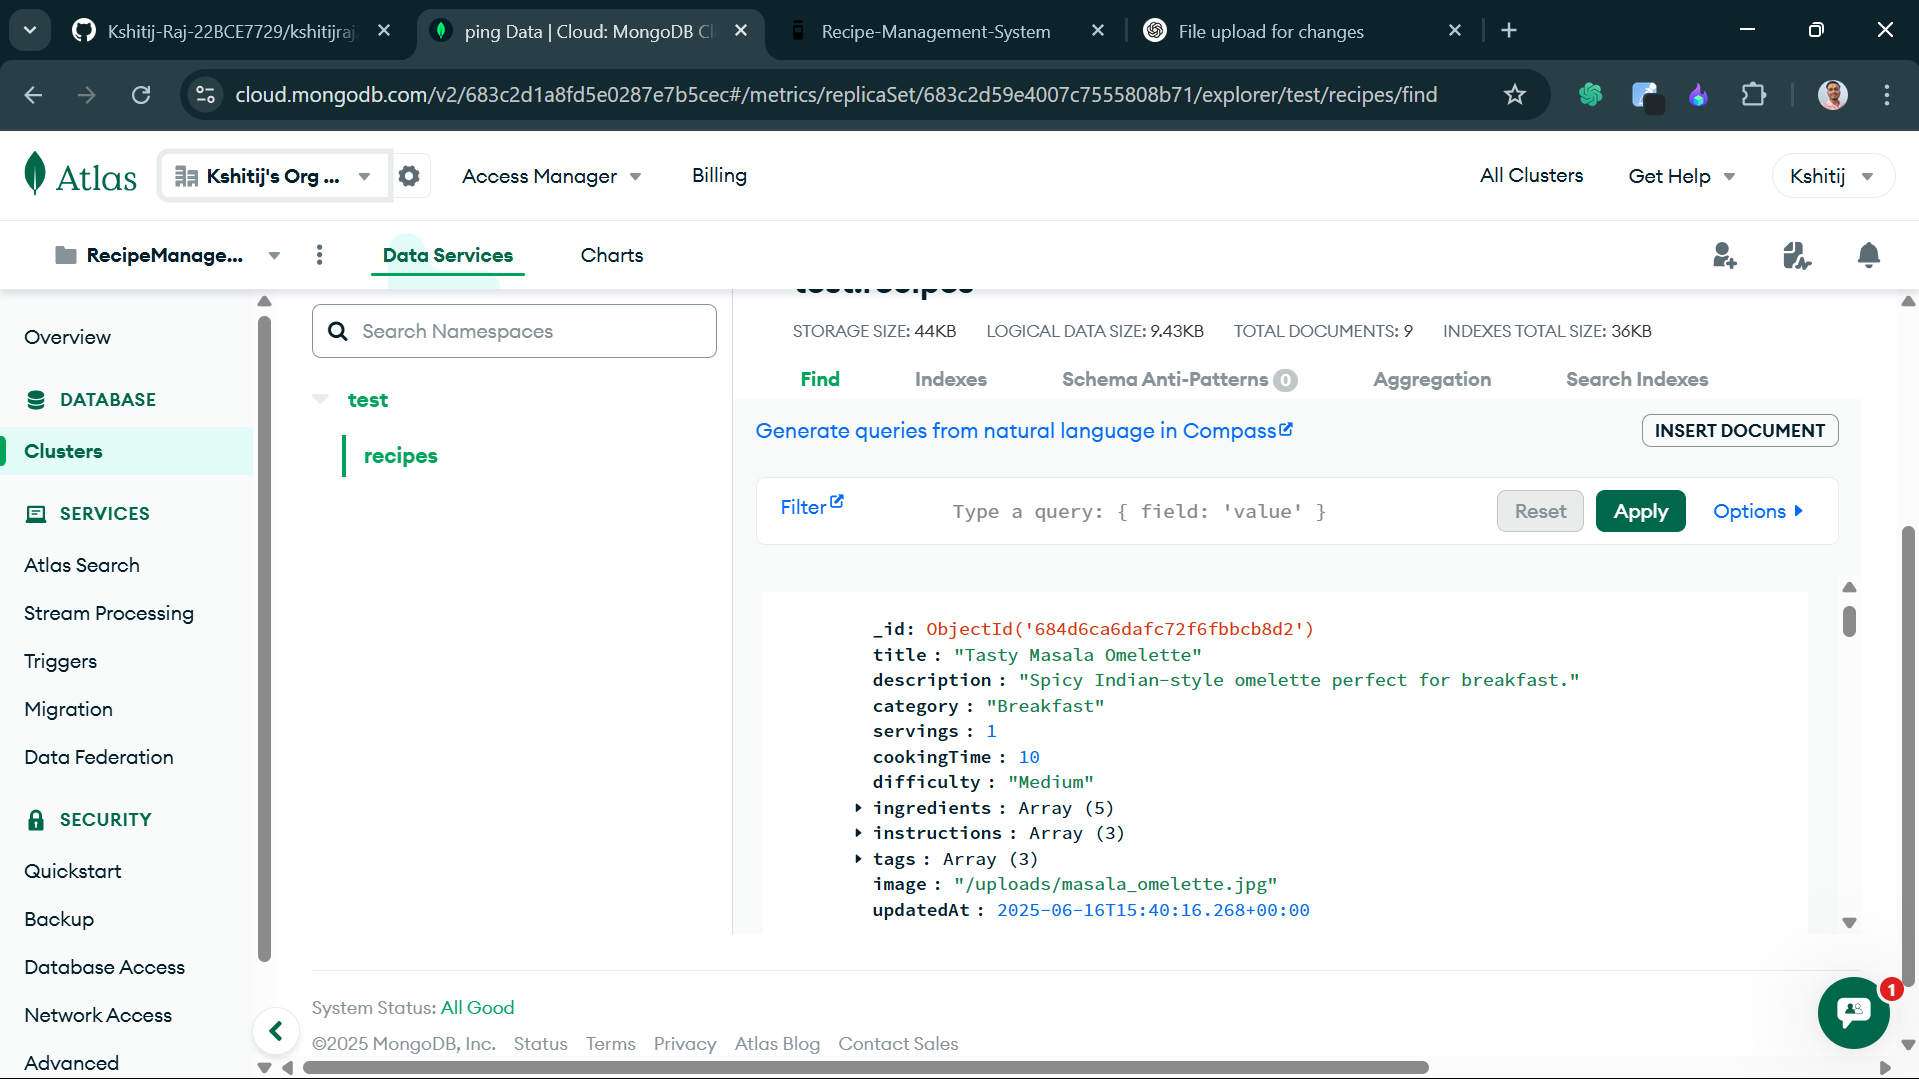 Kshitij-Raj-22BCE7729/kshitijraj
ping Data | Cloud: MongoDB Cl
Recipe-Management-System
File upload for changes
cloud.mongodb.com/v2/683c2d1a8fd5e0287e7b5cec#/metrics/replicaSet/683c2d59e4007c7555808b71/explorer/test/recipes/find
Atlas
Kshitij's Org ...
Access Manager
Billing
All Clusters
Get Help
Kshitij
RecipeManage...
Data Services
Charts
Overview
DATABASE
Clusters
SERVICES
Atlas Search
Stream Processing
Triggers
Migration
Data Federation
SECURITY
Quickstart
Backup
Database Access
Network Access
Advanced
Search Namespaces
test
recipes
test.recipes
STORAGE SIZE: 44KB
LOGICAL DATA SIZE: 9.43KB
TOTAL DOCUMENTS: 9
INDEXES TOTAL SIZE: 36KB
Find
Indexes
Schema Anti-Patterns 0
Aggregation
Search Indexes
Generate queries from natural language in Compass
INSERT DOCUMENT
Filter
Type a query: { field: 'value' }
Reset
Apply
Options
_id: ObjectId('684d6ca6dafc72f6fbbcb8d2')
title : "Tasty Masala Omelette"
description : "Spicy Indian-style omelette perfect for breakfast."
category : "Breakfast"
servings : 1
cookingTime : 10
difficulty : "Medium"
ingredients : Array (5)
instructions : Array (3)
tags : Array (3)
image : "/uploads/masala_omelette.jpg"
updatedAt : 2025-06-16T15:40:16.268+00:00
System Status: All Good
©2025 MongoDB, Inc.
Status
Terms
Privacy
Atlas Blog
Contact Sales
1